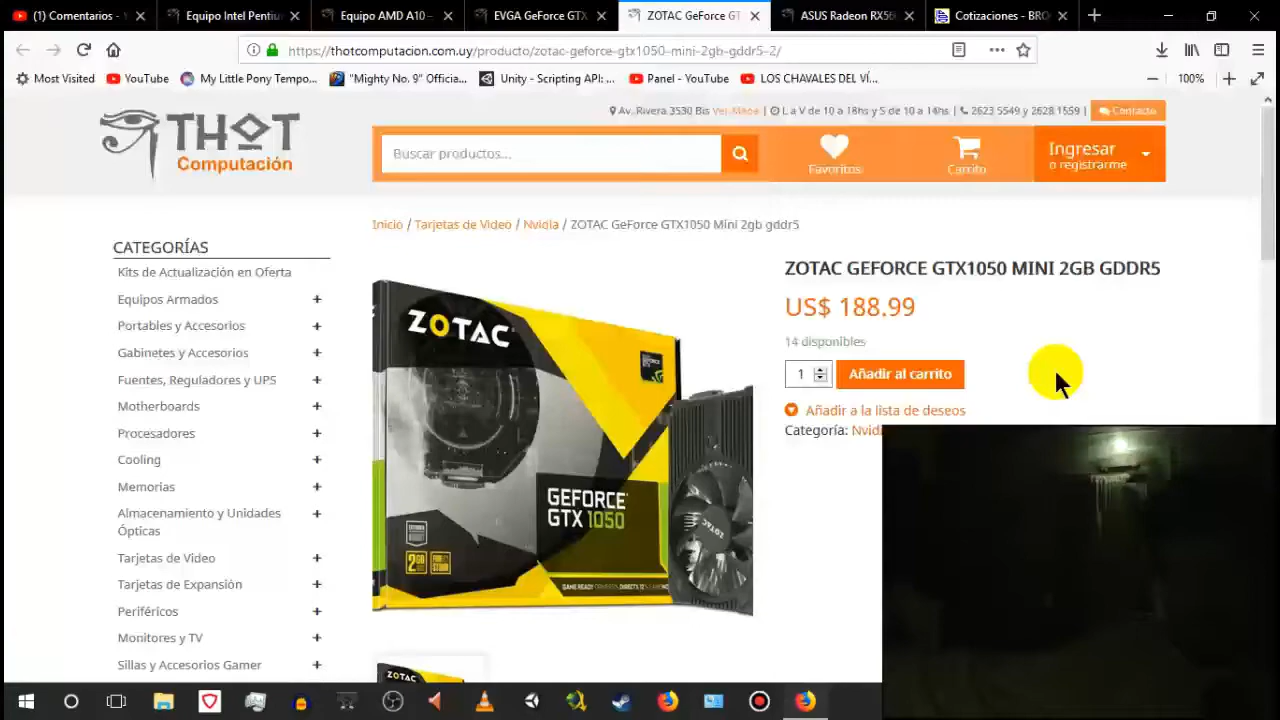 (1) Comentarios - Y
Equipo Intel Pentiu
Equipo AMD A10 –
EVGA GeForce GTX
ZOTAC GeForce GT
ASUS Radeon RX56
Cotizaciones - BRO
https://thotcomputacion.com.uy/producto/zotac-geforce-gtx1050-mini-2gb-gddr5-2/
Most Visited
YouTube
My Little Pony Tempo...
"Mighty No. 9" Officia...
Unity - Scripting API: ...
Panel - YouTube
LOS CHAVALES DEL VÍ...
100%
Av. Rivera 3530 Bis Ver Mapa | L a V de 10 a 18hs y S de 10 a 14hs | 2623 5549 y 2628 1559 |
Contacto
THOT
Computación
Buscar productos...
Favoritos
Carrito
Ingresar
o registrarme
Inicio / Tarjetas de Video / Nvidia / ZOTAC GeForce GTX1050 Mini 2gb gddr5
CATEGORÍAS
Kits de Actualización en Oferta
Equipos Armados
Portables y Accesorios
Gabinetes y Accesorios
Fuentes, Reguladores y UPS
Motherboards
Procesadores
Cooling
Memorias
Almacenamiento y Unidades
Ópticas
Tarjetas de Video
Tarjetas de Expansión
Periféricos
Monitores y TV
Sillas y Accesorios Gamer
ZOTAC
GEFORCE
GTX 1050
2GB
ZOTAC
ZOTAC
ZOTAC GEFORCE GTX1050 MINI 2GB GDDR5
US$ 188.99
14 disponibles
1
Añadir al carrito
Añadir a la lista de deseos
Categoría: Nvidia